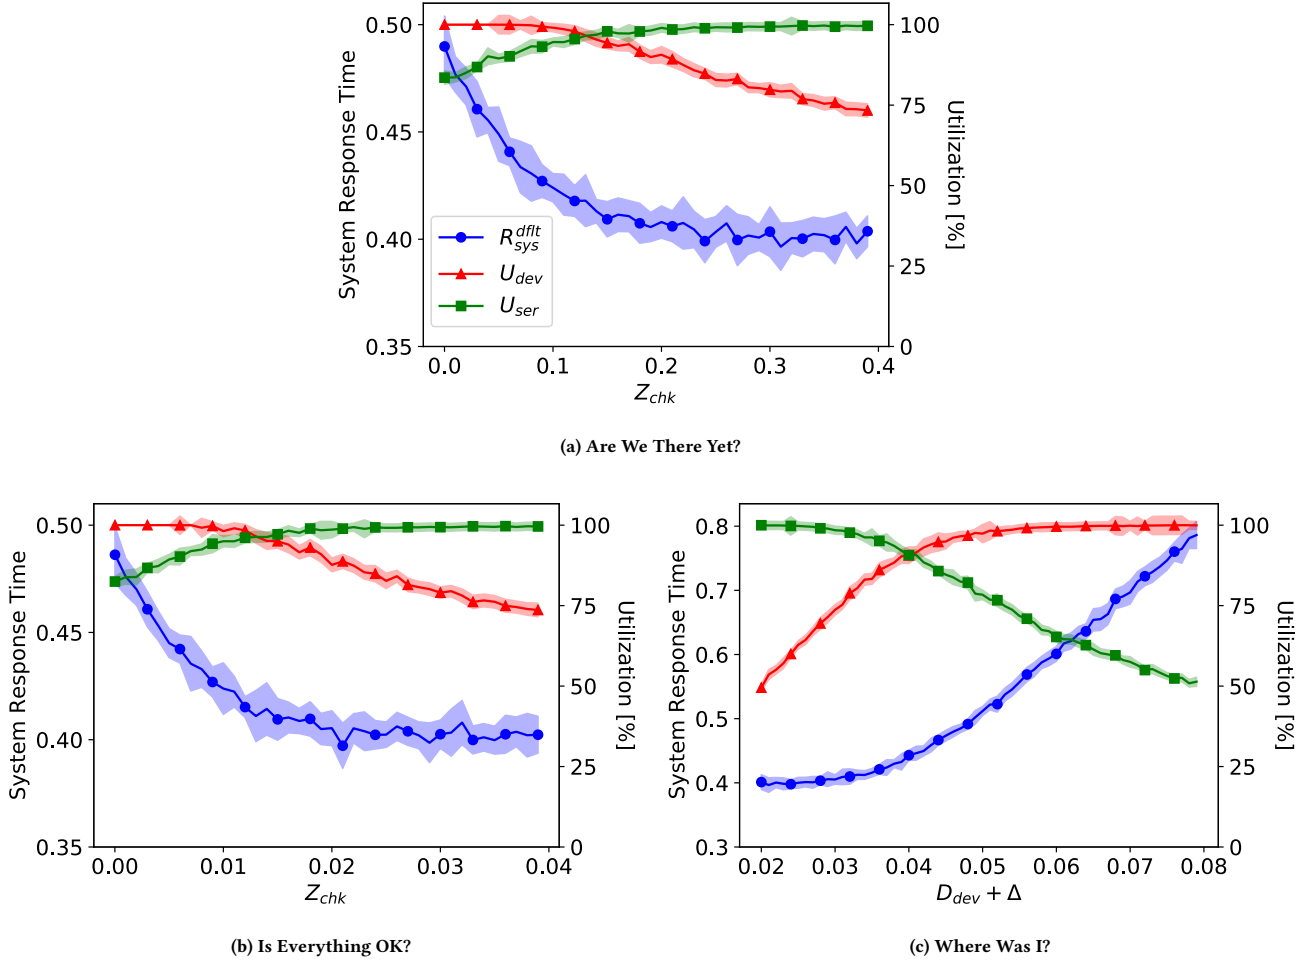 0.50
0.45
0.40
0.35
System Response Time
100
75
50
25
0
Utilization [%]
R_sys^dflt
U_dev
U_ser
0.0 0.1 0.2 0.3 0.4
Z_chk
(a) Are We There Yet?
0.50
0.45
0.40
0.35
System Response Time
100
75
50
25
0
Utilization [%]
0.00 0.01 0.02 0.03 0.04
Z_chk
(b) Is Everything OK?
0.8
0.7
0.6
0.5
0.4
0.3
System Response Time
100
75
50
25
0
Utilization [%]
0.02 0.03 0.04 0.05 0.06 0.07 0.08
D_dev + Δ
(c) Where Was I?